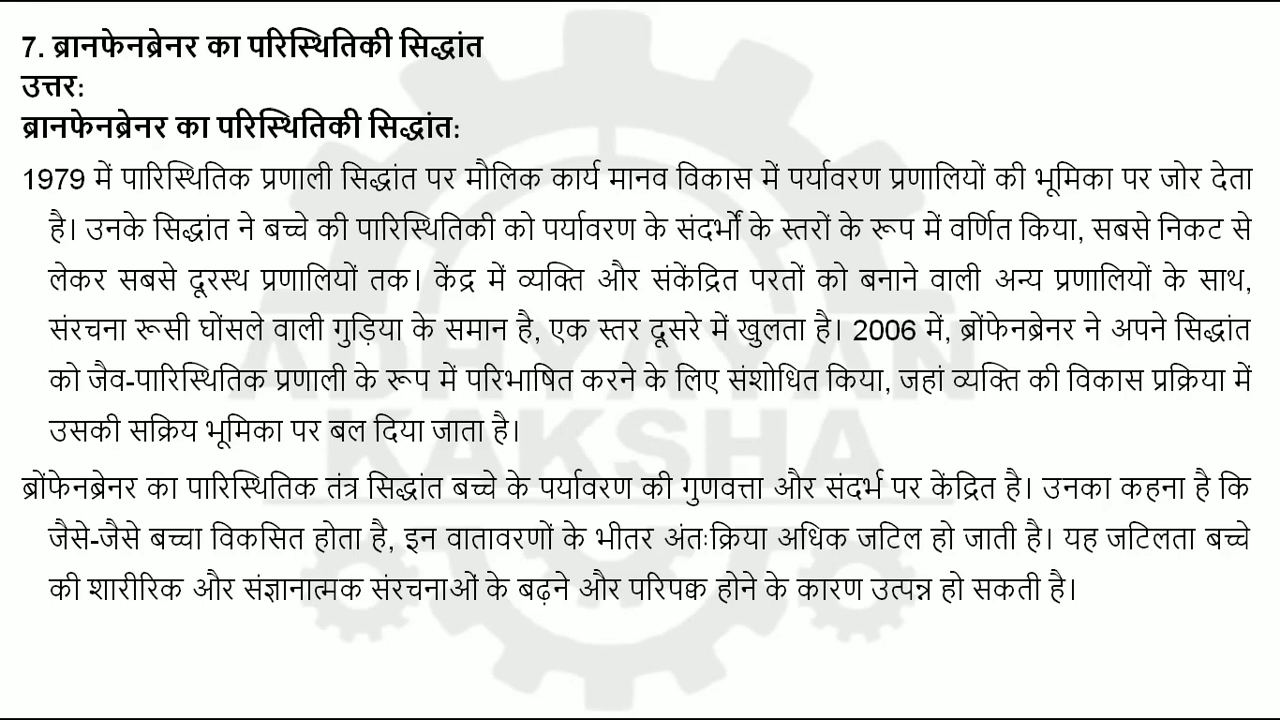 7. ब्रानफेनब्रेनर का परिस्थितिकी सिद्धांत
उत्तर:
ब्रानफेनब्रेनर का परिस्थितिकी सिद्धांत:
1979 में पारिस्थितिक प्रणाली सिद्धांत पर मौलिक कार्य मानव विकास में पर्यावरण प्रणालियों की भूमिका पर जोर देता
है। उनके सिद्धांत ने बच्चे की पारिस्थितिकी को पर्यावरण के संदर्भों के स्तरों के रूप में वर्णित किया, सबसे निकट से
लेकर सबसे दूरस्थ प्रणालियों तक। केंद्र में व्यक्ति और संकेंद्रित परतों को बनाने वाली अन्य प्रणालियों के साथ,
संरचना रूसी घोंसले वाली गुड़िया के समान है, एक स्तर दूसरे में खुलता है। 2006 में, ब्रोंफेनब्रेनर ने अपने सिद्धांत
को जैव-पारिस्थितिक प्रणाली के रूप में परिभाषित करने के लिए संशोधित किया, जहां व्यक्ति की विकास प्रक्रिया में
उसकी सक्रिय भूमिका पर बल दिया जाता है।
ब्रोंफेनब्रेनर का पारिस्थितिक तंत्र सिद्धांत बच्चे के पर्यावरण की गुणवत्ता और संदर्भ पर केंद्रित है। उनका कहना है कि
जैसे-जैसे बच्चा विकसित होता है, इन वातावरणों के भीतर अंतःक्रिया अधिक जटिल हो जाती है। यह जटिलता बच्चे
की शारीरिक और संज्ञानात्मक संरचनाओं के बढ़ने और परिपक्व होने के कारण उत्पन्न हो सकती है।
ADHYAYAN
KAKSHA